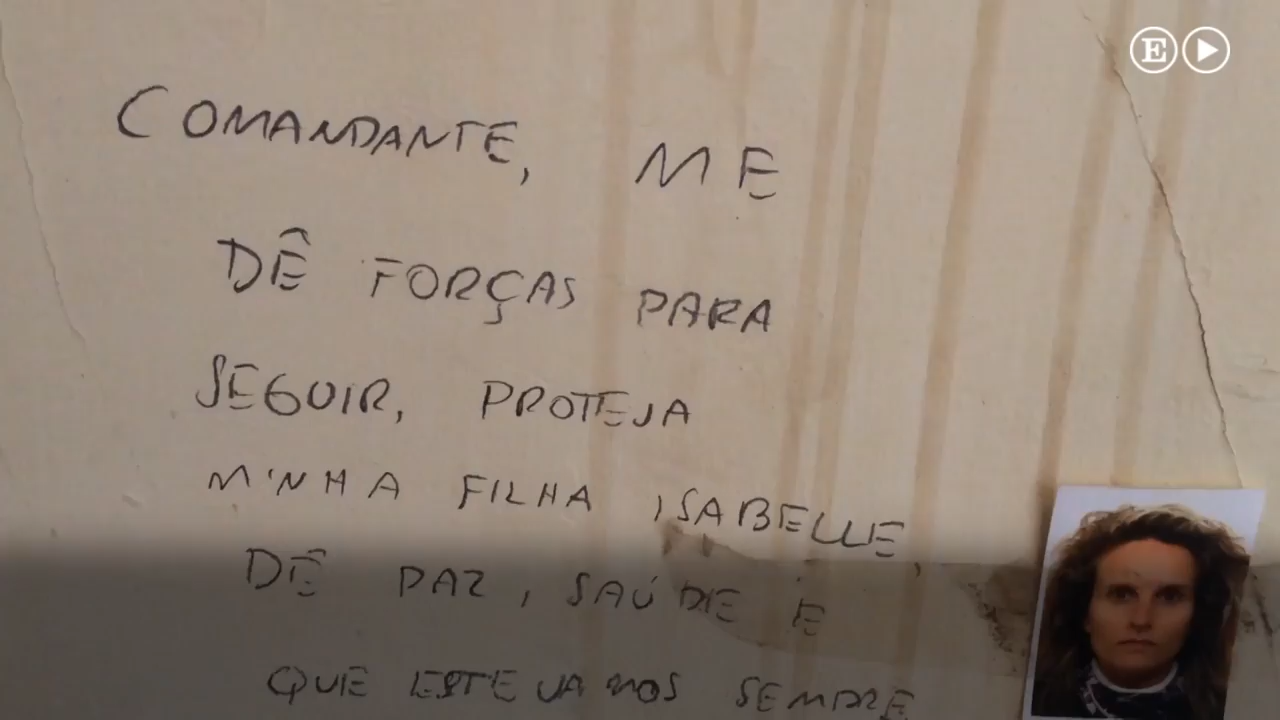 E
COMANDANTE, ME
DÊ FORÇAS PARA
SEGUIR, PROTEJA
MINHA FILHA ISABELLE
DÊ PAZ, SAÚDE E
QUE ESTEJAMOS SEMPRE